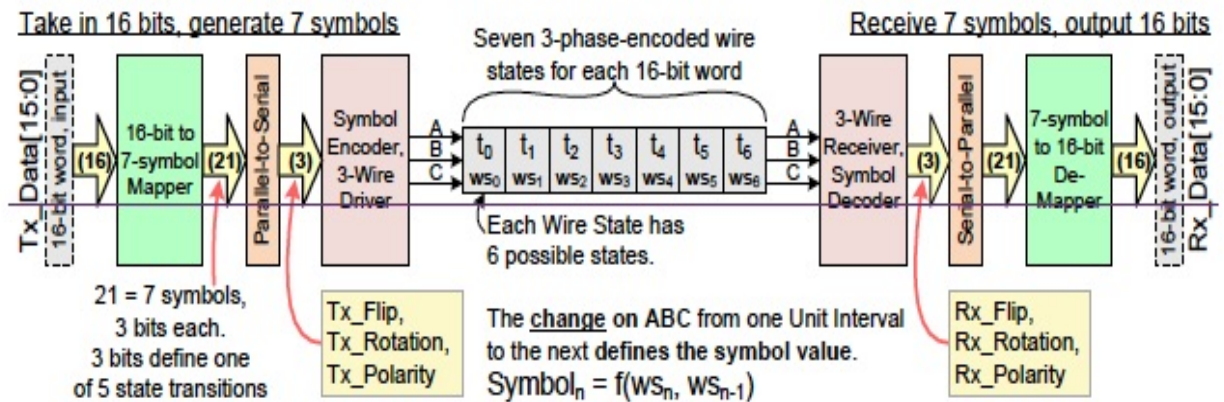 Take in 16 bits, generate 7 symbols
Receive 7 symbols, output 16 bits
Seven 3-phase-encoded wire
states for each 16-bit word
Tx_Data[15:0]
16-bit word, input
(16)
16-bit to
7-symbol
Mapper
(21)
Parallel-to-Serial
(3)
Symbol
Encoder,
3-Wire
Driver
A
B
C
t0 t1 t2 t3 t4 t5 t6
ws0 ws1 ws2 ws3 ws4 ws5 ws6
A
B
C
3-Wire
Receiver,
Symbol
Decoder
(3)
Serial-to-Parallel
(21)
7-symbol
to 16-bit
De-
Mapper
(16)
16-bit word, output
Rx_Data[15:0]
Each Wire State has
6 possible states.
21 = 7 symbols,
3 bits each.
3 bits define one
of 5 state transitions
Tx_Flip,
Tx_Rotation,
Tx_Polarity
The change on ABC from one Unit Interval
to the next defines the symbol value.
Symboln = f(wsn, wsn-1)
Rx_Flip,
Rx_Rotation,
Rx_Polarity